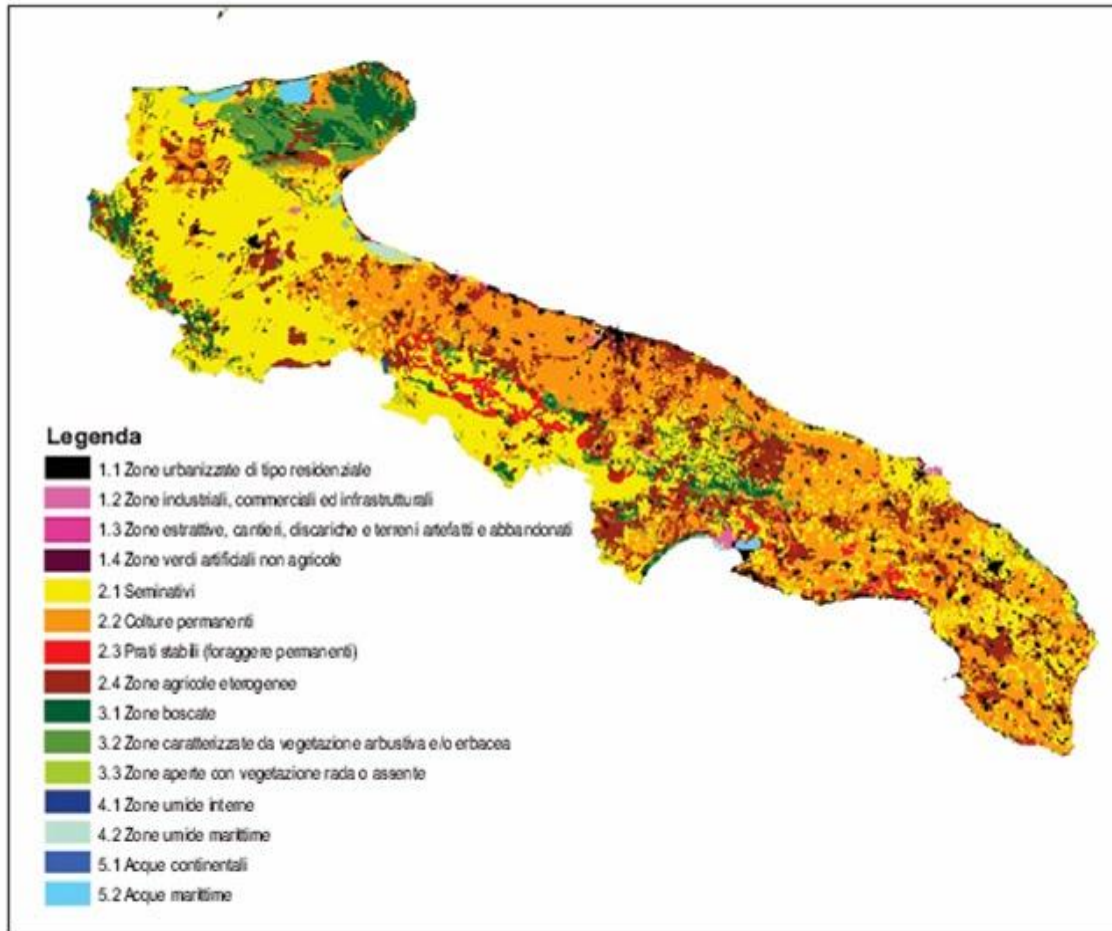 Legenda
1.1 Zone urbanizzate di tipo residenziale
1.2 Zone industriali, commerciali ed infrastrutturali
1.3 Zone estrattive, cantieri, discariche e terreni artefatti e abbandonati
1.4 Zone verdi artificiali non agricole
2.1 Seminativi
2.2 Colture permanenti
2.3 Prati stabili (foraggere permanenti)
2.4 Zone agricole eterogenee
3.1 Zone boscate
3.2 Zone caratterizzate da vegetazione arbustiva e/o erbacea
3.3 Zone aperte con vegetazione rada o assente
4.1 Zone umide interne
4.2 Zone umide marittime
5.1 Acque continentali
5.2 Acque marittime